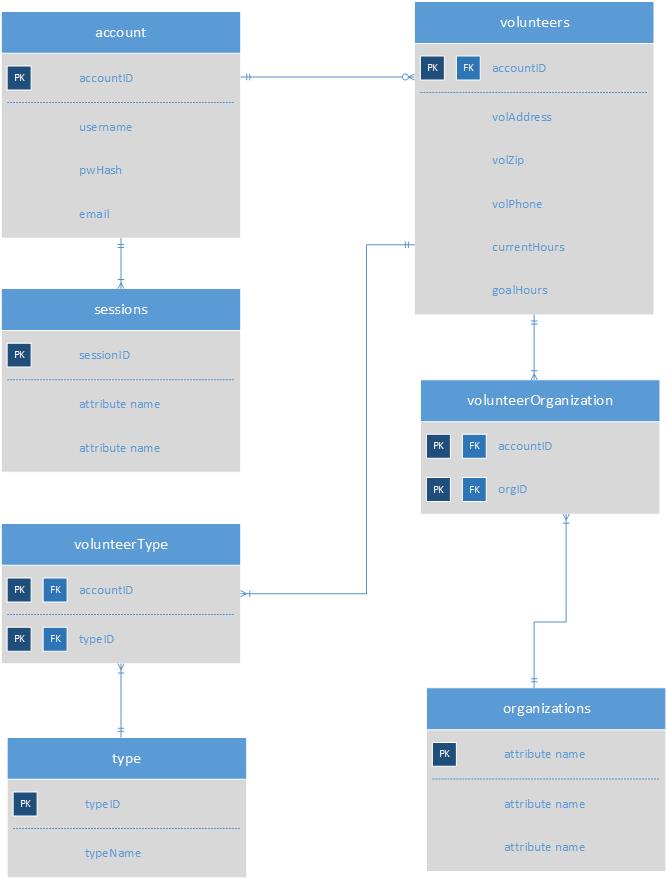 account
PK accountID
username
pwHash
email
volunteers
PK FK accountID
volAddress
volZip
volPhone
currentHours
goalHours
sessions
PK sessionID
attribute name
attribute name
volunteerOrganization
PK FK accountID
PK FK orgID
volunteerType
PK FK accountID
PK FK typeID
organizations
PK attribute name
attribute name
attribute name
type
PK typeID
typeName